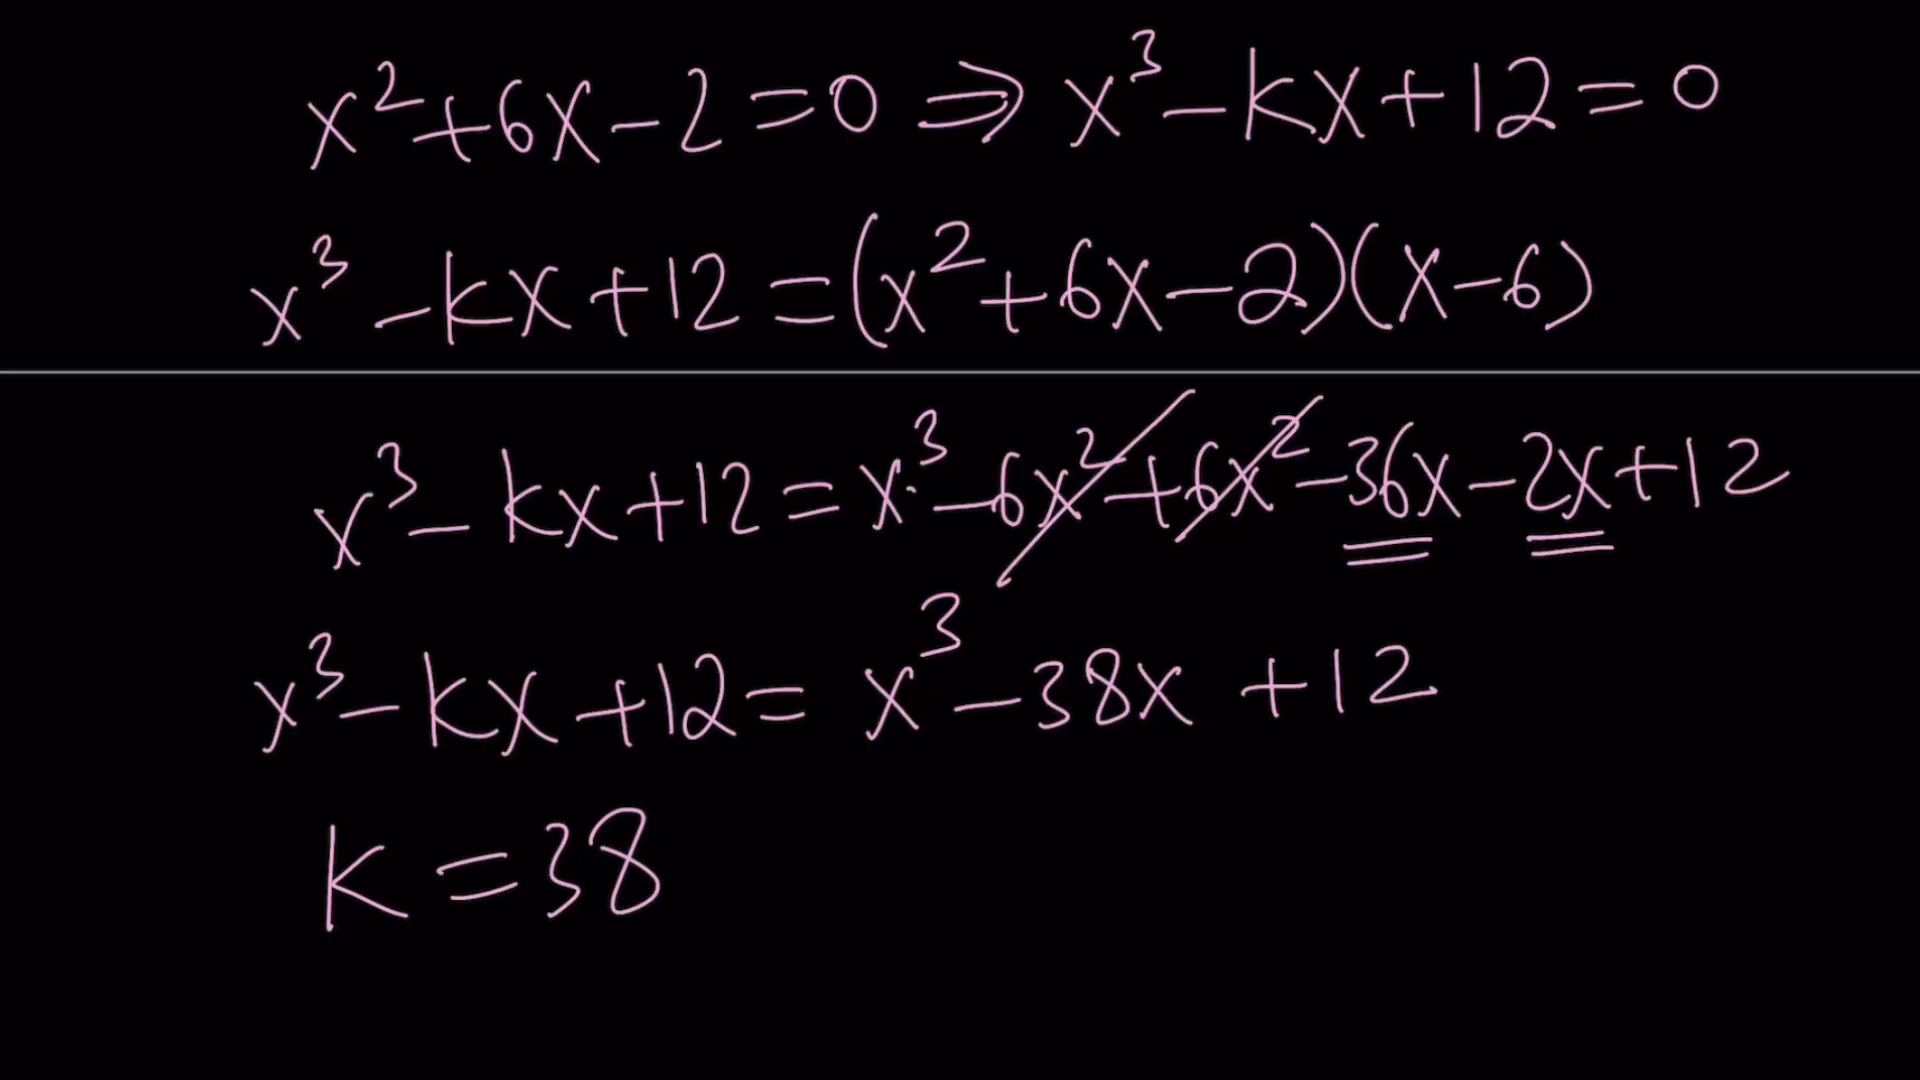 x²+6x-2=0 ⇒ x³-kx+12=0
x³-kx+12=(x²+6x-2)(x-6)
x³-kx+12=x³-6x²+6x²-36x-2x+12
x³-kx+12=x³-38x+12
k=38